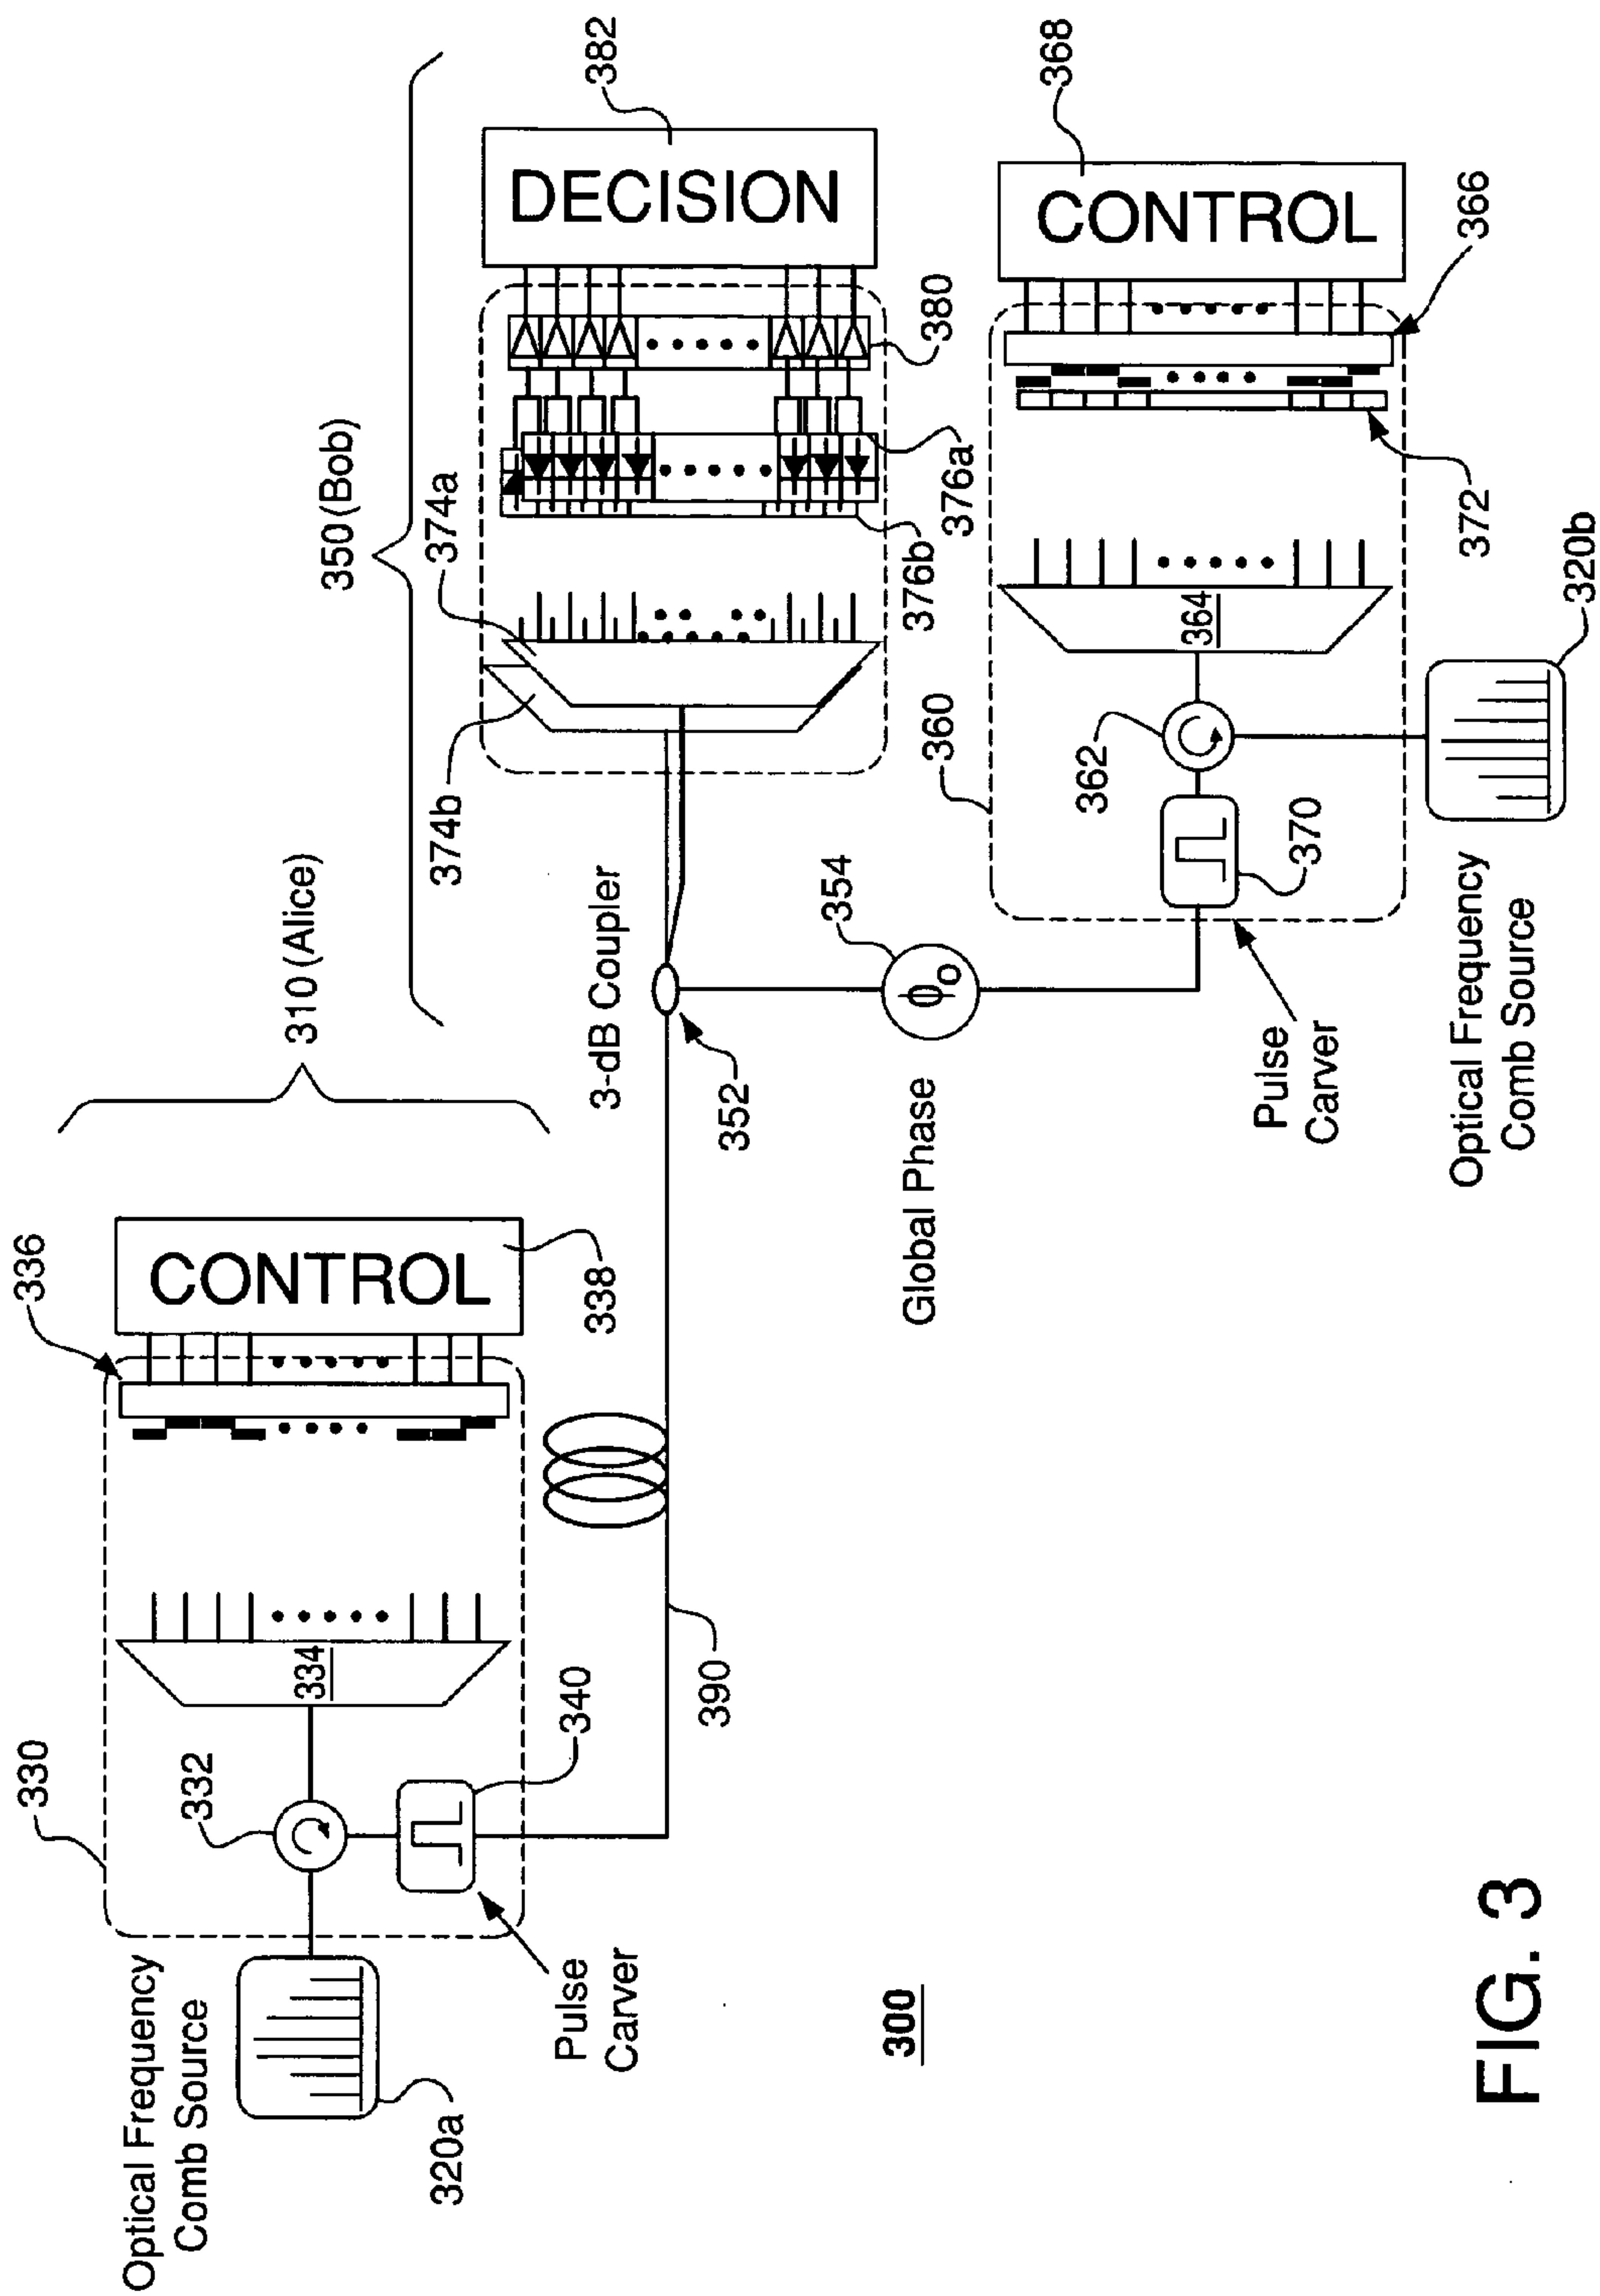 310 (Alice)
350 (Bob)
330
332
334
336
CONTROL
338
340
Optical Frequency
Comb Source
320a
Pulse
Carver
390
3-dB Coupler
352
374b
374a
376b
376a
380
DECISION
382
Global Phase
354
ϕ₀
360
362
364
CONTROL
368
366
372
370
Pulse
Carver
Optical Frequency
Comb Source
320b
300
FIG. 3